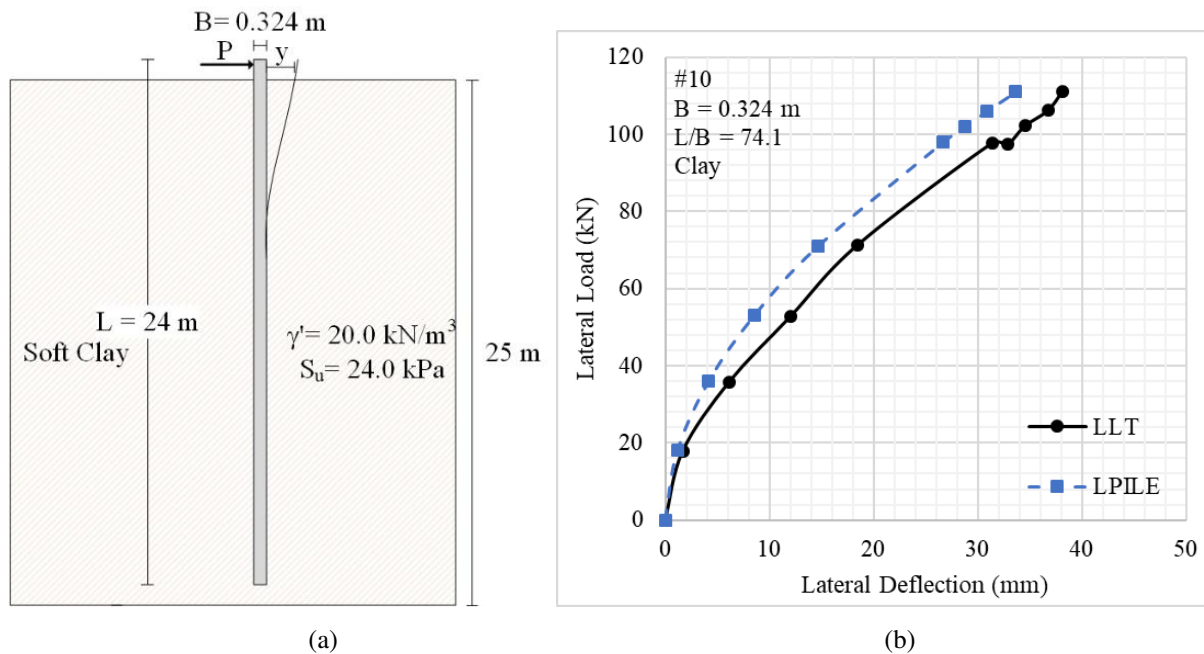 B= 0.324 m
P
y
L = 24 m
Soft Clay
γ'= 20.0 kN/m³
Sᵤ= 24.0 kPa
25 m
(a)
#10
B = 0.324 m
L/B = 74.1
Clay
Lateral Load (kN)
120
100
80
60
40
20
0
LLT
LPILE
0 10 20 30 40 50
Lateral Deflection (mm)
(b)